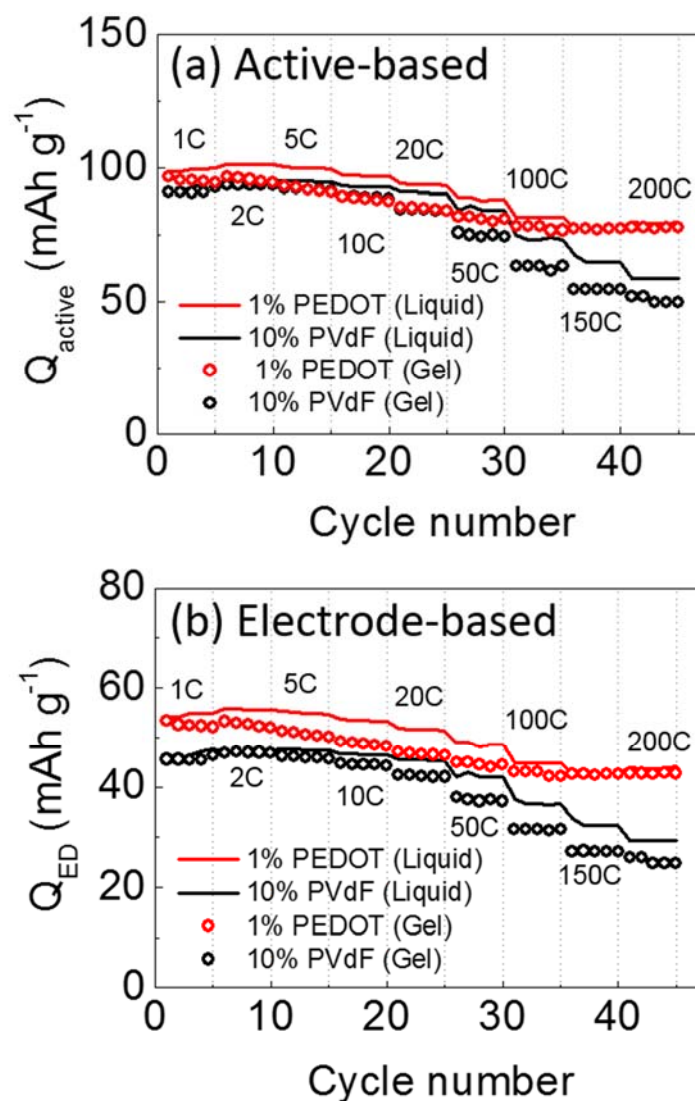 (a) Active-based
150
100
50
0
Q_active (mAh g⁻¹)
1C
5C
20C
100C
200C
2C
10C
50C
150C
1% PEDOT (Liquid)
10% PVdF (Liquid)
1% PEDOT (Gel)
10% PVdF (Gel)
0 10 20 30 40
Cycle number
(b) Electrode-based
80
60
40
20
0
Q_ED (mAh g⁻¹)
1C
5C
20C
100C
200C
2C
10C
50C
150C
1% PEDOT (Liquid)
10% PVdF (Liquid)
1% PEDOT (Gel)
10% PVdF (Gel)
0 10 20 30 40
Cycle number